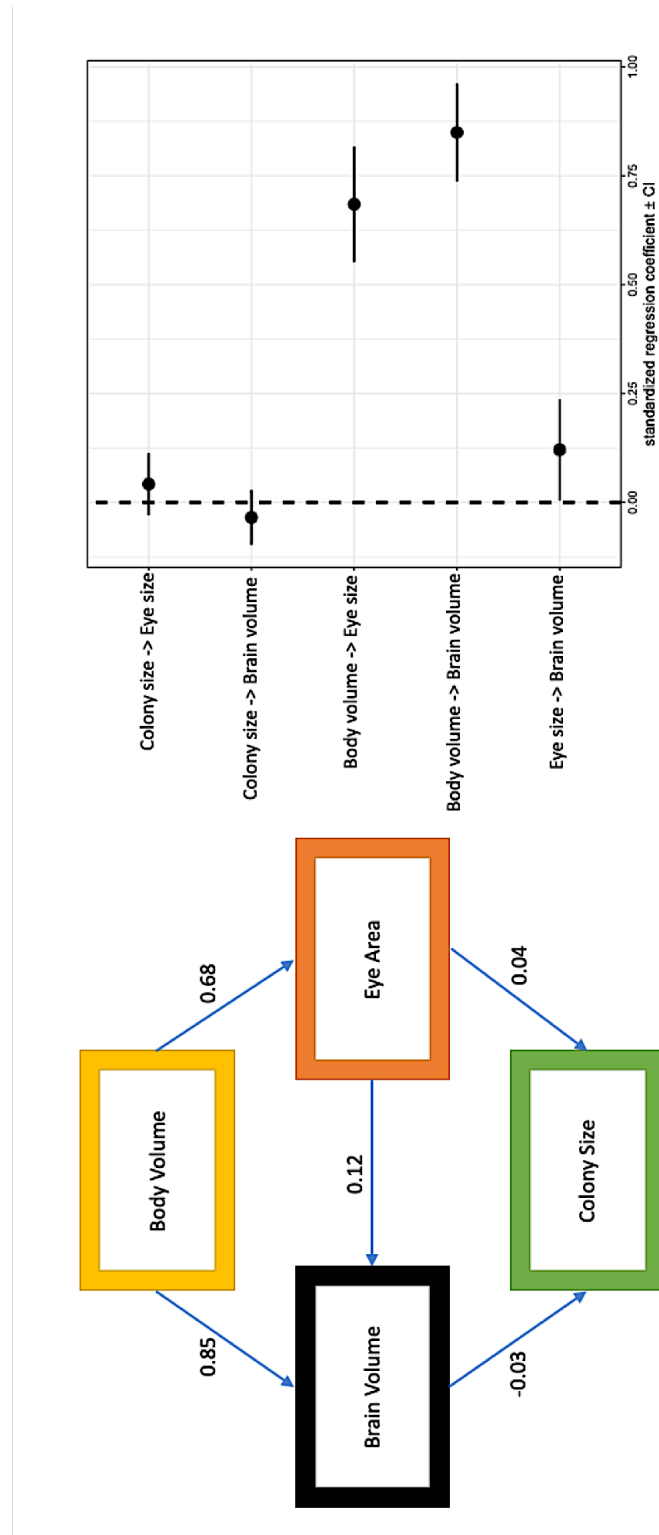 Body Volume
0.85
0.68
Brain Volume
0.12
Eye Area
-0.03
0.04
Colony Size
Colony size -> Eye size
Colony size -> Brain volume
Body volume -> Eye size
Body volume -> Brain volume
Eye size -> Brain volume
0.00
0.25
0.50
0.75
1.00
standardized regression coefficient ± CI